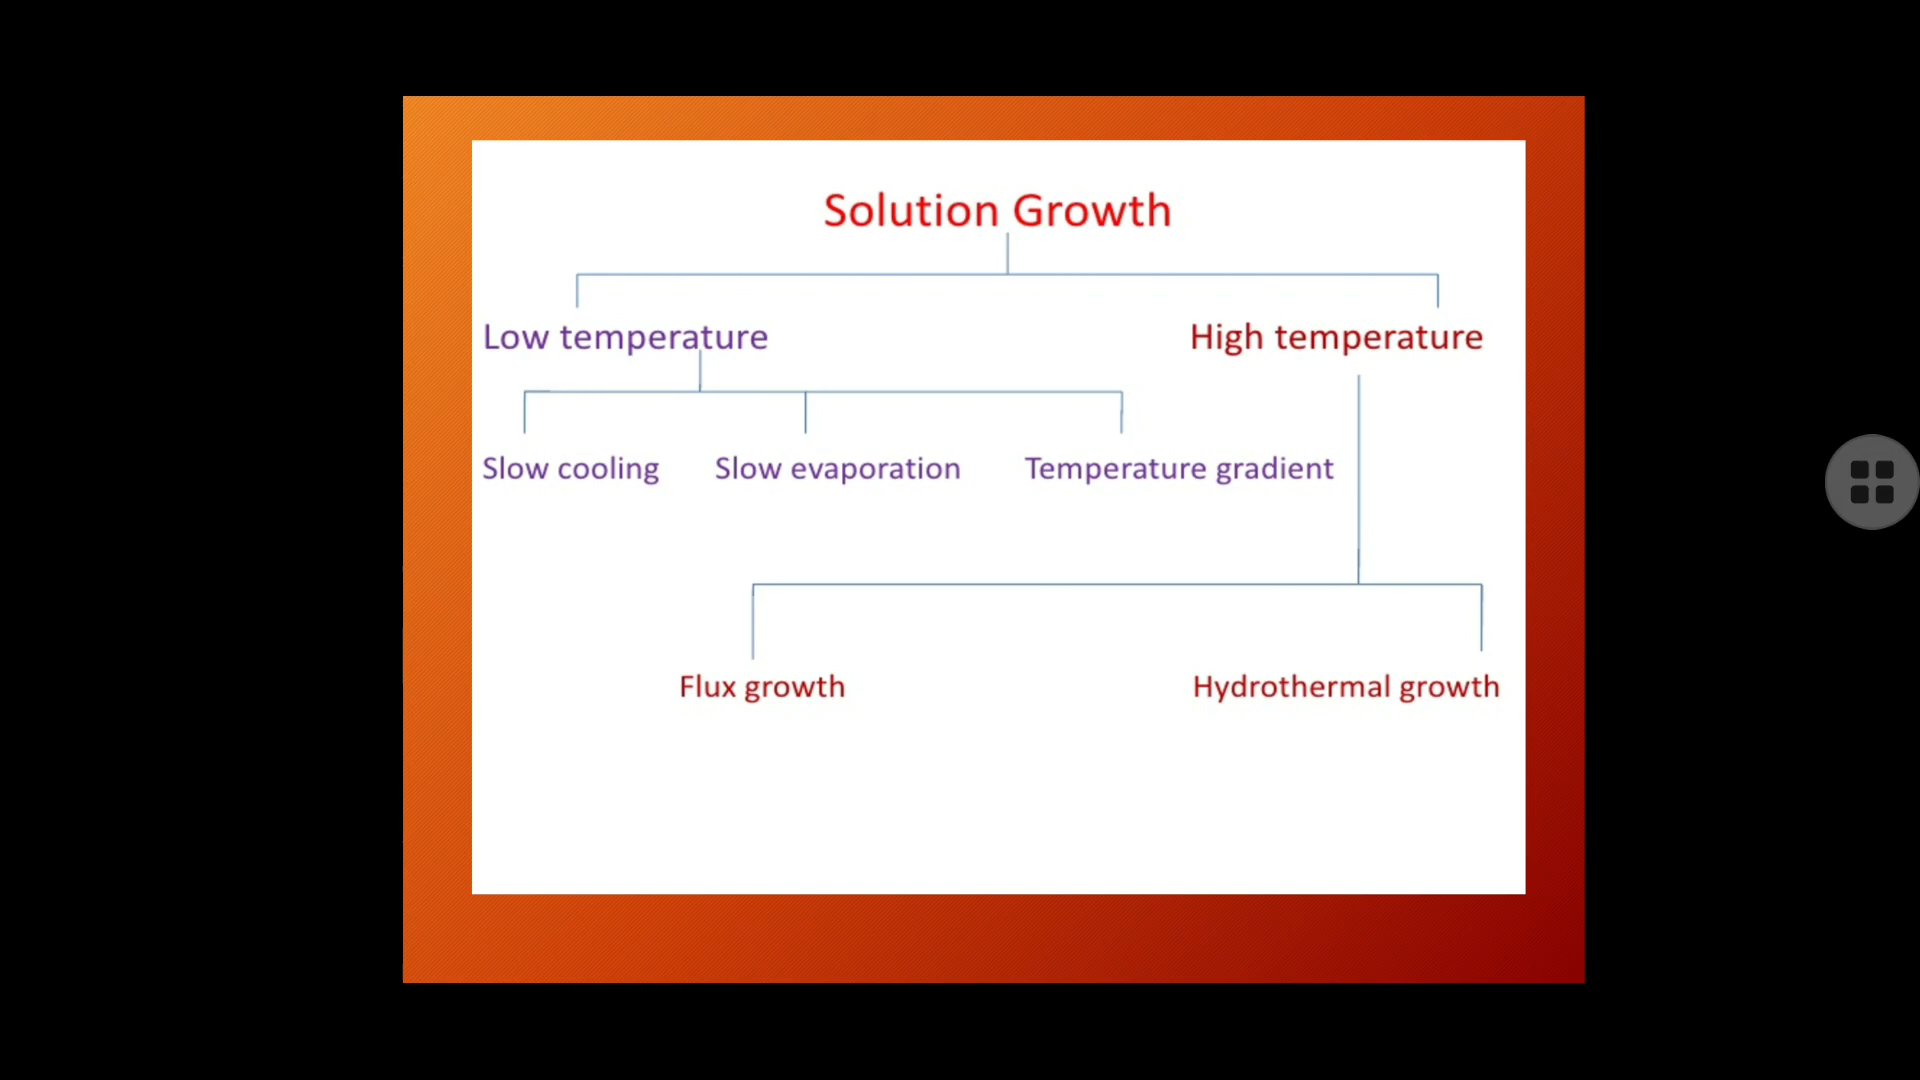 Solution Growth
Low temperature High temperature
Slow cooling Slow evaporation Temperature gradient
Flux growth Hydrothermal growth